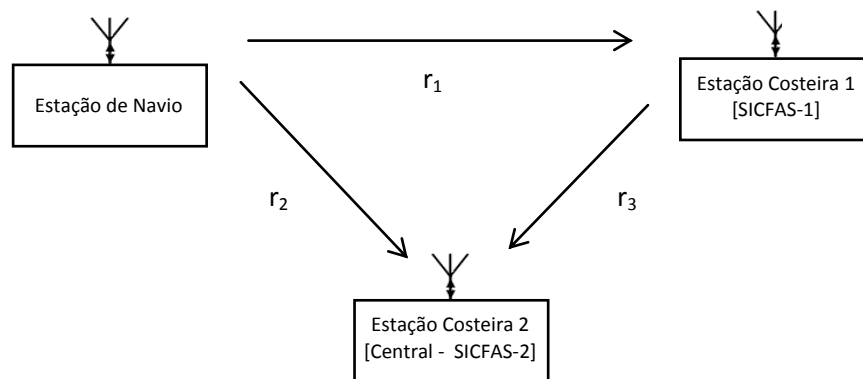 Estação de Navio
r₁
Estação Costeira 1
[SICFAS-1]
r₂
r₃
Estação Costeira 2
[Central - SICFAS-2]